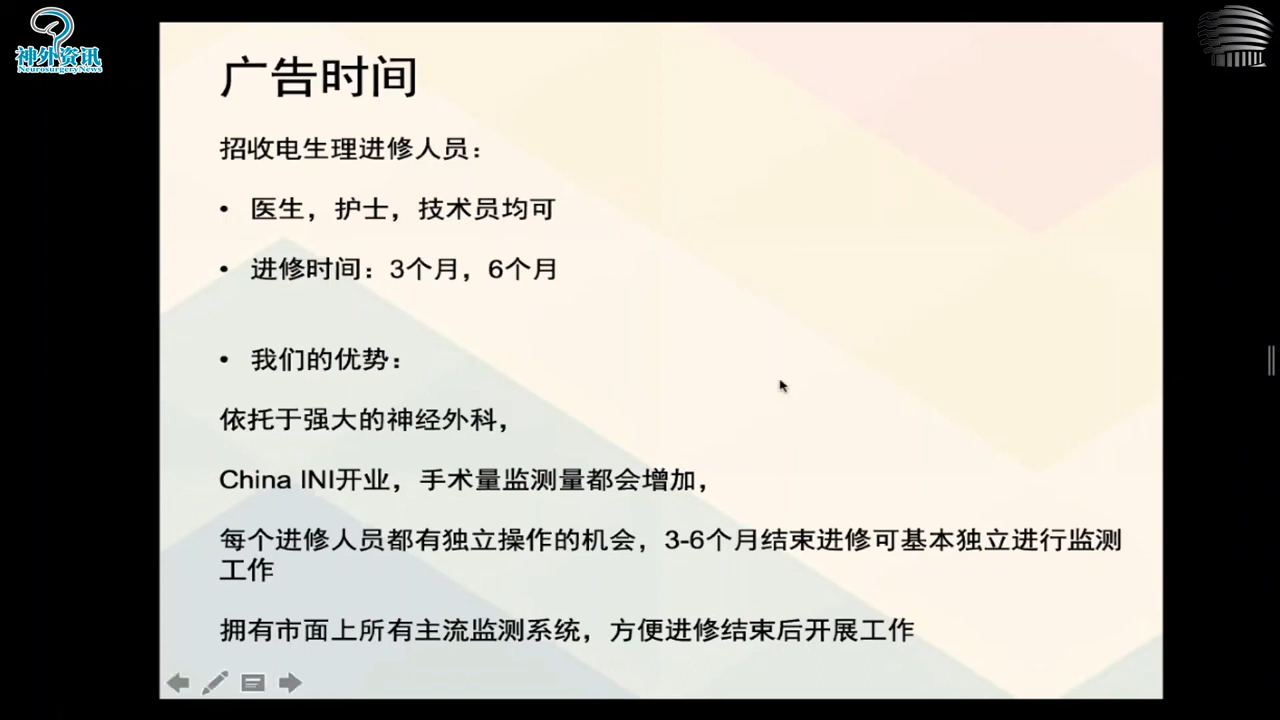 神外资讯
NeurosurgeryNews
广告时间
招收电生理进修人员：
• 医生，护士，技术员均可
• 进修时间：3个月，6个月
• 我们的优势：
依托于强大的神经外科，
China INI开业，手术量监测量都会增加，
每个进修人员都有独立操作的机会，3-6个月结束进修可基本独立进行监测
工作
拥有市面上所有主流监测系统，方便进修结束后开展工作